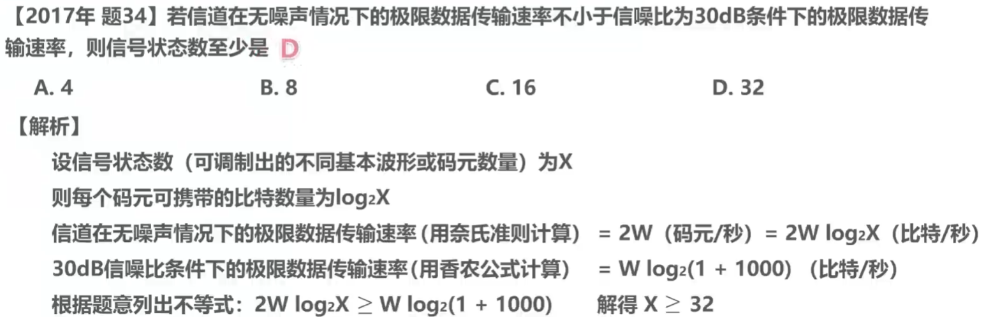 【2017年 题34】若信道在无噪声情况下的极限数据传输速率不小于信噪比为30dB条件下的极限数据传
输速率，则信号状态数至少是 D
A. 4 B. 8 C. 16 D. 32
【解析】
设信号状态数（可调制出的不同基本波形或码元数量）为X
则每个码元可携带的比特数量为log₂X
信道在无噪声情况下的极限数据传输速率(用奈氏准则计算） = 2W（码元/秒）= 2W log₂X（比特/秒）
30dB信噪比条件下的极限数据传输速率(用香农公式计算） = W log₂(1 + 1000) （比特/秒）
根据题意列出不等式：2W log₂X ≥ W log₂(1 + 1000) 解得 X ≥ 32